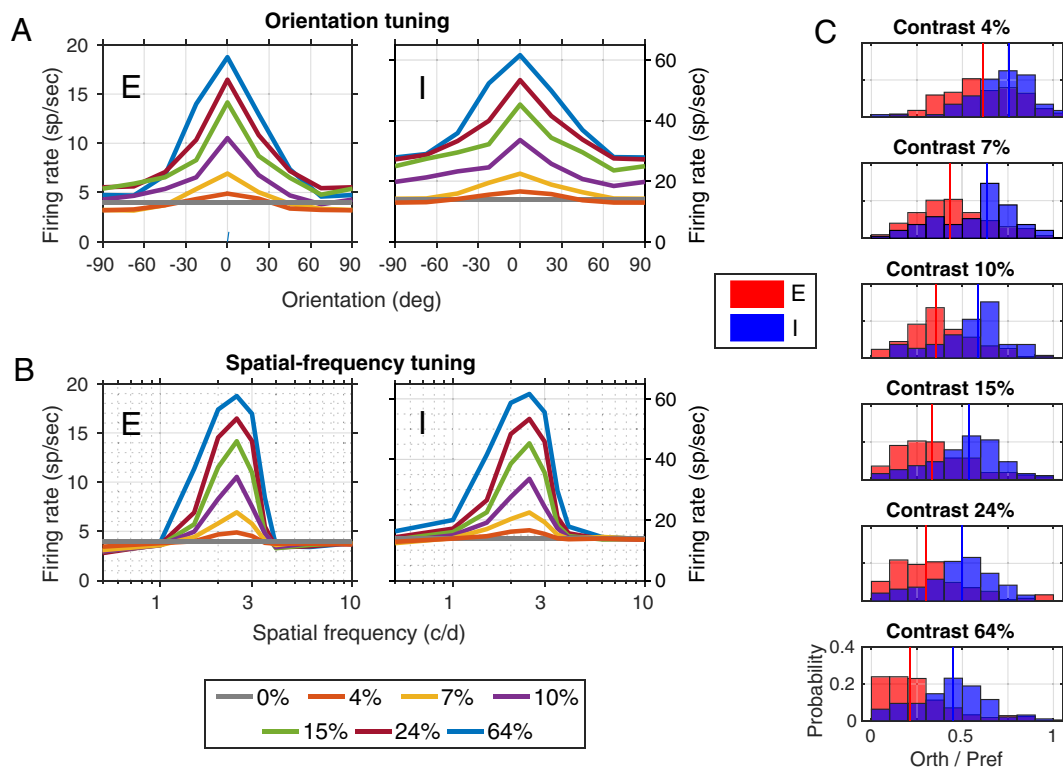 A
Orientation tuning
E
I
Firing rate (sp/sec)
20
15
10
5
0
-90 -60 -30 0 30 60 90
-90 -60 -30 0 30 60 90
60
40
20
0
Firing rate (sp/sec)
Orientation (deg)
B
Spatial-frequency tuning
E
I
Firing rate (sp/sec)
20
15
10
5
0
1 3 10
1 3 10
60
40
20
0
Firing rate (sp/sec)
Spatial frequency (c/d)
0% 4% 7% 10%
15% 24% 64%
E
I
C
Contrast 4%
Contrast 7%
Contrast 10%
Contrast 15%
Contrast 24%
Contrast 64%
Probability
0.4
0.2
0
0 0.5 1
Orth / Pref